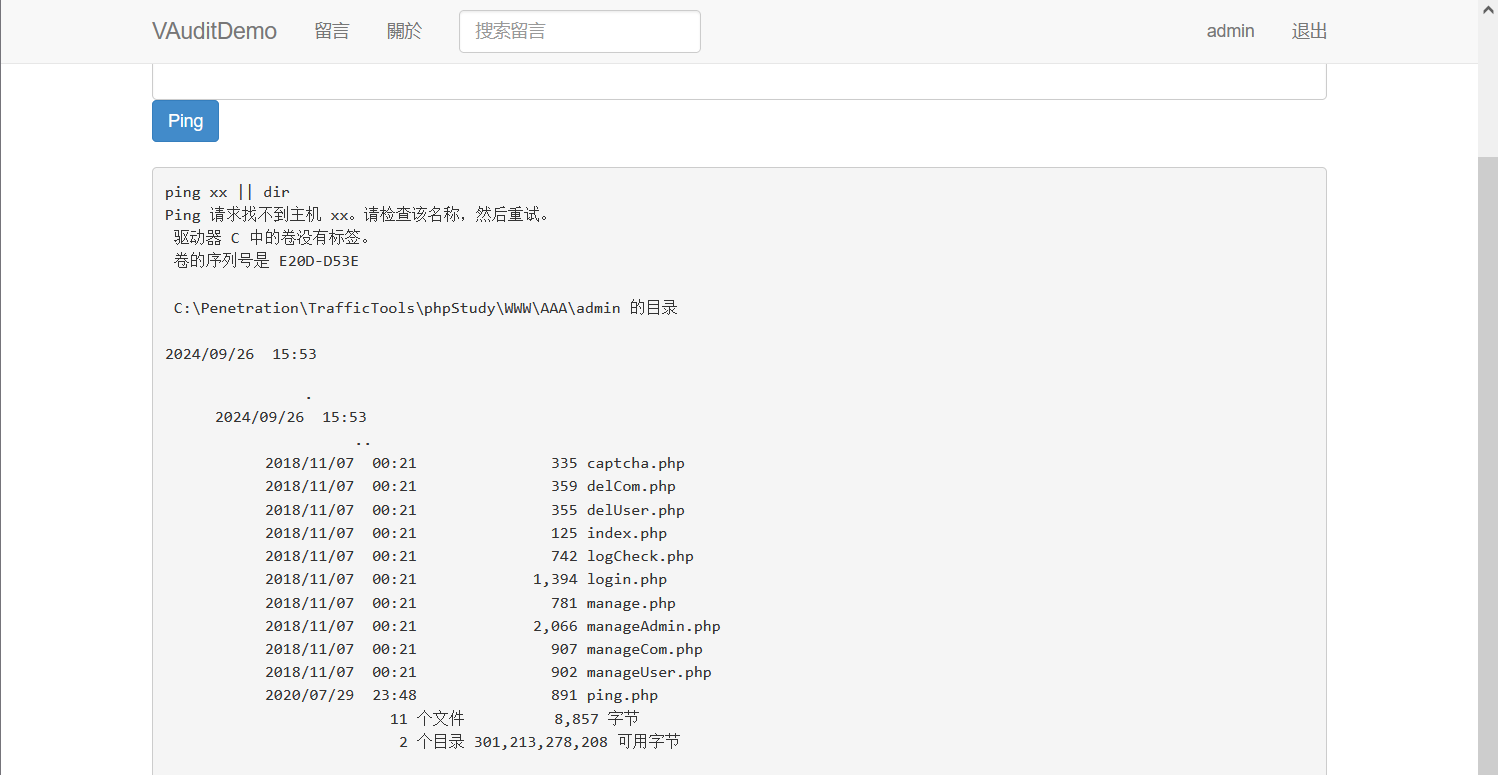 VAuditDemo 留言 關於 搜索留言 admin 退出
Ping
ping xx || dir
Ping 请求找不到主机 xx。请检查该名称，然后重试。
驱动器 C 中的卷没有标签。
卷的序列号是 E20D-D53E
C:\Penetration\TrafficTools\phpStudy\WWW\AAA\admin 的目录
2024/09/26  15:53
.
2024/09/26  15:53
..
2018/11/07  00:21               335 captcha.php
2018/11/07  00:21               359 delCom.php
2018/11/07  00:21               355 delUser.php
2018/11/07  00:21               125 index.php
2018/11/07  00:21               742 logCheck.php
2018/11/07  00:21             1,394 login.php
2018/11/07  00:21               781 manage.php
2018/11/07  00:21             2,066 manageAdmin.php
2018/11/07  00:21               907 manageCom.php
2018/11/07  00:21               902 manageUser.php
2020/07/29  23:48               891 ping.php
11 个文件          8,857 字节
2 个目录 301,213,278,208 可用字节